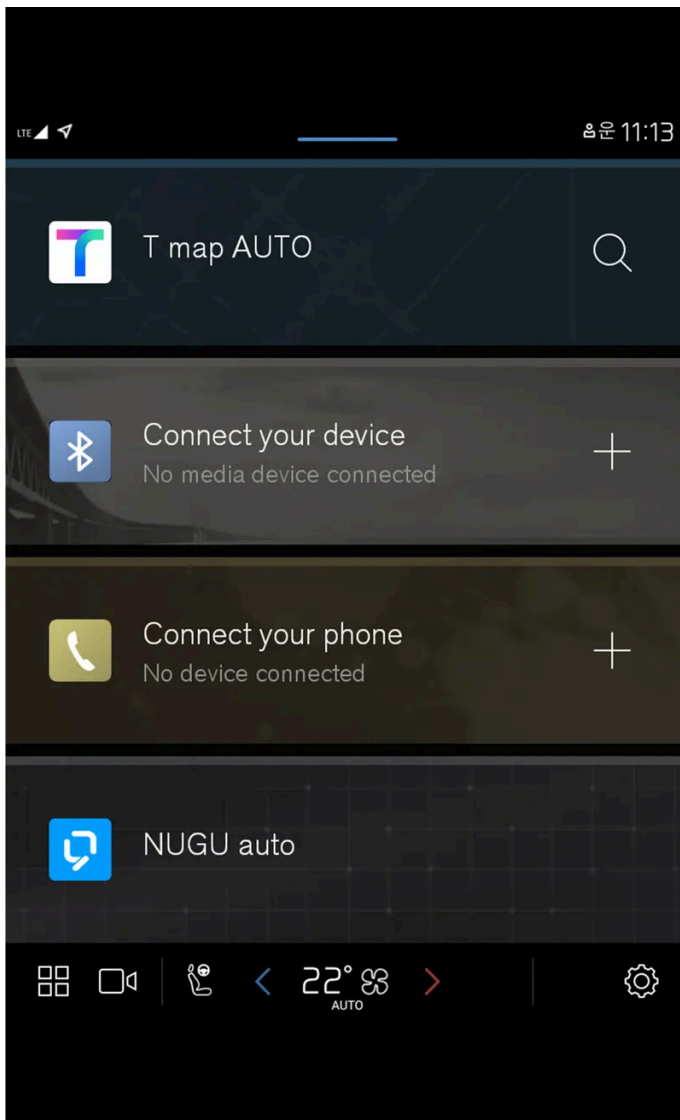 LTE
운 11:13
T map AUTO
Connect your device
No media device connected
Connect your phone
No device connected
NUGU auto
22°
AUTO